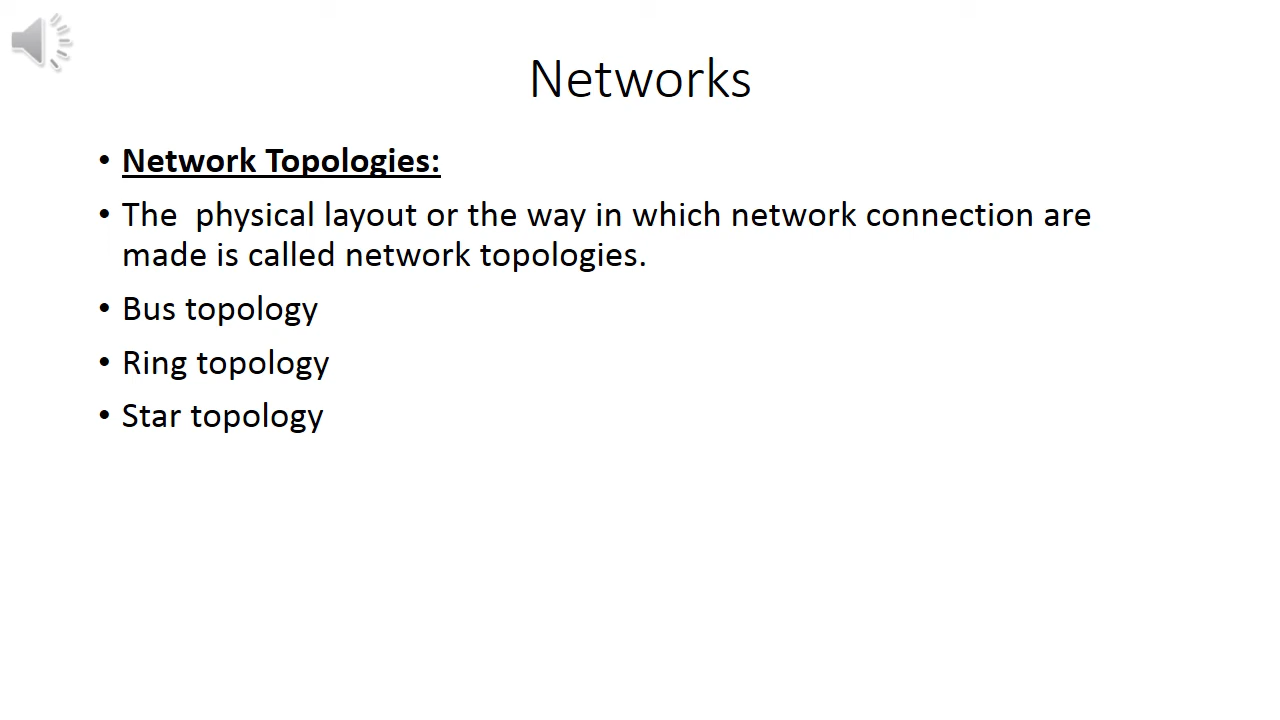 Networks
• Network Topologies:
• The  physical layout or the way in which network connection are
made is called network topologies.
• Bus topology
• Ring topology
• Star topology